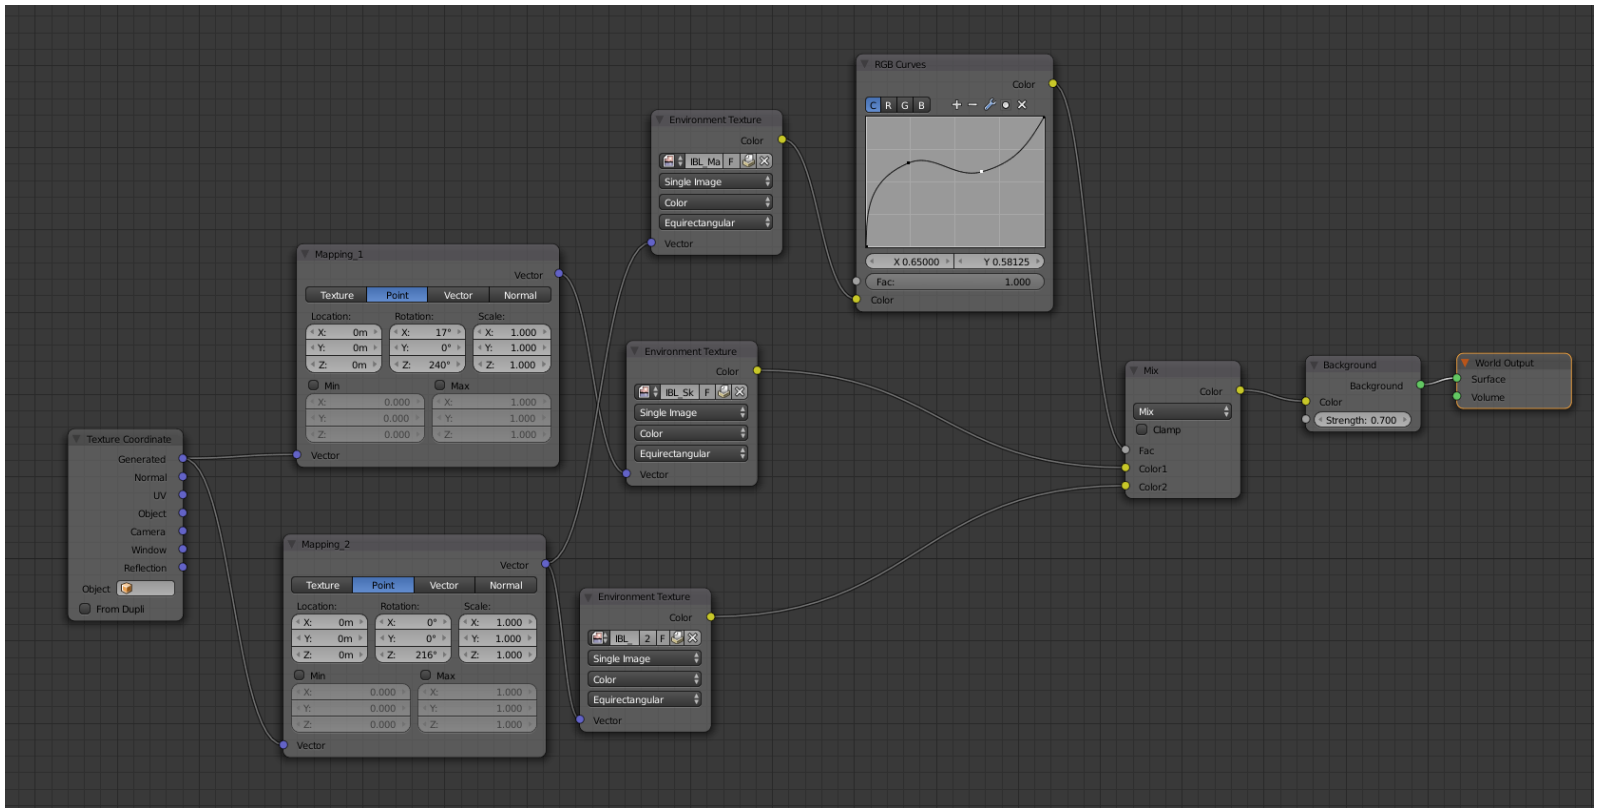 RGB Curves
Color
C R G B
X 0.65000 Y 0.58125
Fac: 1.000
Color
Environment Texture
Color
IBL_Ma F
Single Image
Color
Equirectangular
Vector
Mapping_1
Vector
Texture Point Vector Normal
Location: Rotation: Scale:
X: 0m X: 17° X: 1.000
Y: 0m Y: 0° Y: 1.000
Z: 0m Z: 240° Z: 1.000
Min Max
X: 0.000 X: 1.000
Y: 0.000 Y: 1.000
Z: 0.000 Z: 1.000
Vector
Environment Texture
Color
IBL_Sk F
Single Image
Color
Equirectangular
Vector
Mix
Color
Mix
Clamp
Fac
Color1
Color2
Background
Background
Color
Strength: 0.700
World Output
Surface
Volume
Texture Coordinate
Generated
Normal
UV
Object
Camera
Window
Reflection
Object
From Dupli
Mapping_2
Vector
Texture Point Vector Normal
Location: Rotation: Scale:
X: 0m X: 0° X: 1.000
Y: 0m Y: 0° Y: 1.000
Z: 0m Z: 216° Z: 1.000
Min Max
X: 0.000 X: 1.000
Y: 0.000 Y: 1.000
Z: 0.000 Z: 1.000
Vector
Environment Texture
Color
IBL_ 2 F
Single Image
Color
Equirectangular
Vector